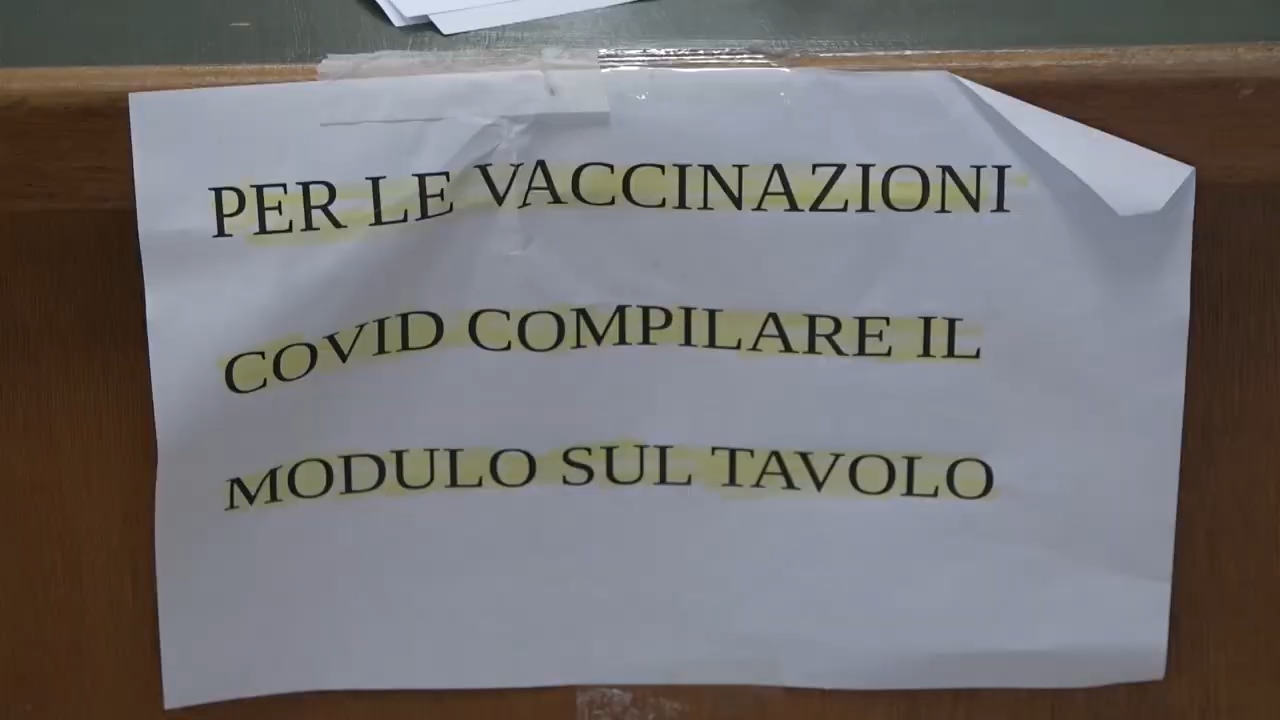 PER LE VACCINAZIONI
COVID COMPILARE IL
MODULO SUL TAVOLO